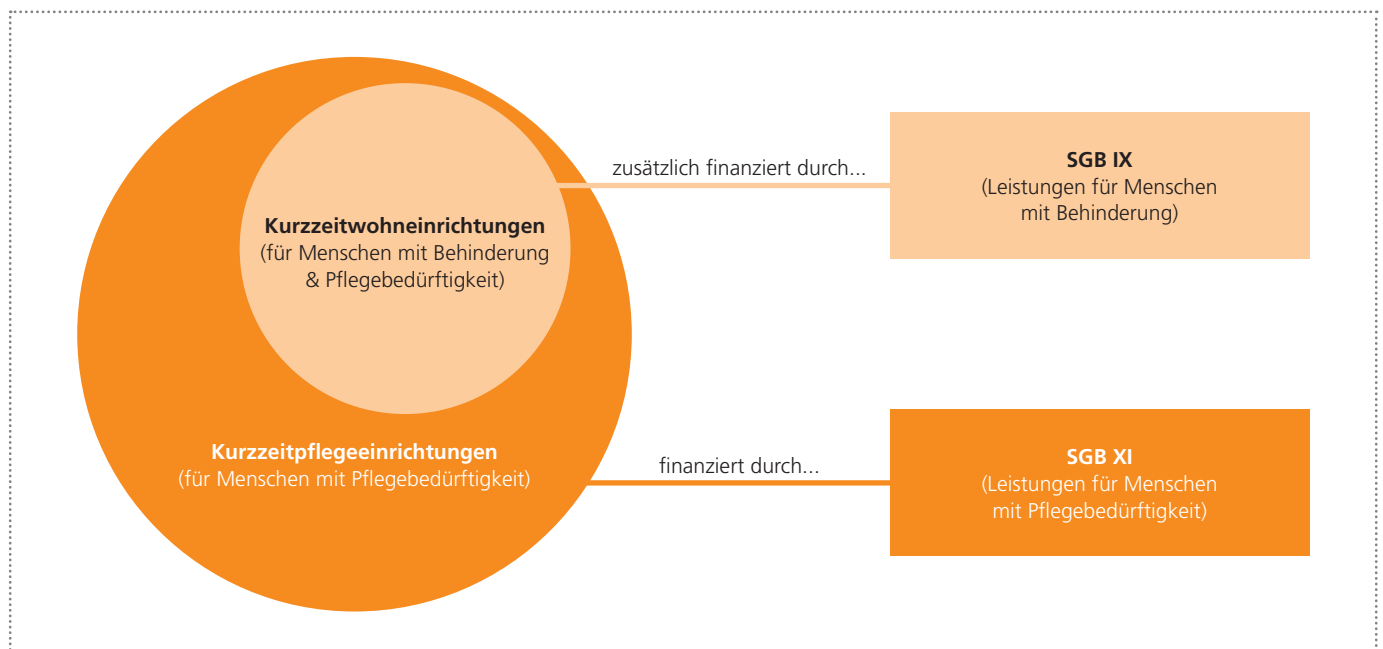 zusätzlich finanziert durch...
SGB IX
(Leistungen für Menschen
mit Behinderung)
Kurzzeitwohneinrichtungen
(für Menschen mit Behinderung
& Pflegebedürftigkeit)
Kurzzeitpflegeeinrichtungen
(für Menschen mit Pflegebedürftigkeit)
finanziert durch...
SGB XI
(Leistungen für Menschen
mit Pflegebedürftigkeit)